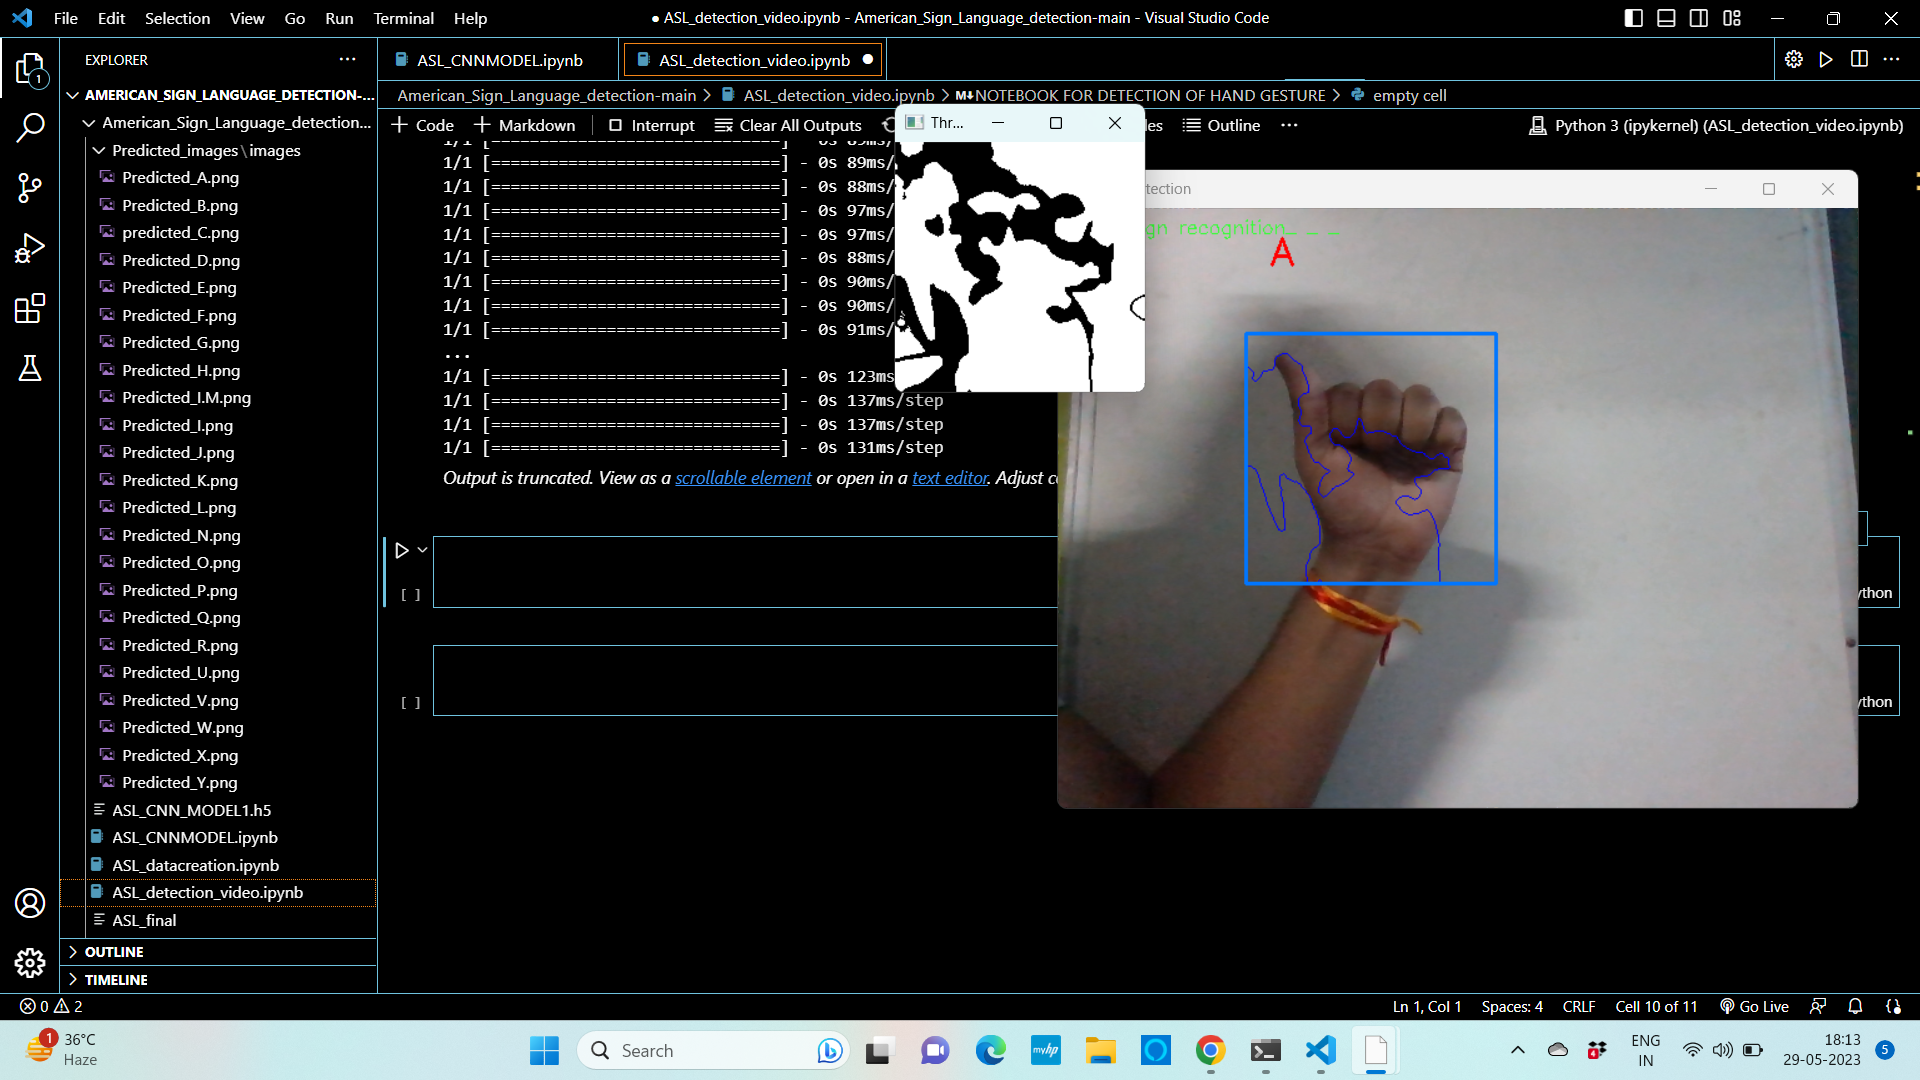 File Edit Selection View Go Run Terminal Help
● ASL_detection_video.ipynb - American_Sign_Language_detection-main - Visual Studio Code
EXPLORER
ASL_CNNMODEL.ipynb
ASL_detection_video.ipynb
AMERICAN_SIGN_LANGUAGE_DETECTION-...
American_Sign_Language_detection-main > ASL_detection_video.ipynb > M↓NOTEBOOK FOR DETECTION OF HAND GESTURE > empty cell
Code Markdown Interrupt Clear All Outputs Outline ...
Python 3 (ipykernel) (ASL_detection_video.ipynb)
American_Sign_Language_detection...
Predicted_images\images
Predicted_A.png
Predicted_B.png
predicted_C.png
Predicted_D.png
Predicted_E.png
Predicted_F.png
Predicted_G.png
Predicted_H.png
Predicted_I.M.png
Predicted_I.png
Predicted_J.png
Predicted_K.png
Predicted_L.png
Predicted_N.png
Predicted_O.png
Predicted_P.png
Predicted_Q.png
Predicted_R.png
Predicted_U.png
Predicted_V.png
Predicted_W.png
Predicted_X.png
Predicted_Y.png
ASL_CNN_MODEL1.h5
ASL_CNNMODEL.ipynb
ASL_datacreation.ipynb
ASL_detection_video.ipynb
ASL_final
OUTLINE
TIMELINE
1/1 [==============================] - 0s 89ms/
1/1 [==============================] - 0s 88ms/
1/1 [==============================] - 0s 97ms/
1/1 [==============================] - 0s 97ms/
1/1 [==============================] - 0s 88ms/
1/1 [==============================] - 0s 90ms/
1/1 [==============================] - 0s 90ms/
1/1 [==============================] - 0s 91ms/
...
1/1 [==============================] - 0s 123ms
1/1 [==============================] - 0s 137ms/step
1/1 [==============================] - 0s 137ms/step
1/1 [==============================] - 0s 131ms/step
Output is truncated. View as a scrollable element or open in a text editor. Adjust c
[ ]
ython
[ ]
ython
Thr...
tection
gn recognition_ _ _
A
0 2
Ln 1, Col 1 Spaces: 4 CRLF Cell 10 of 11 Go Live
1
36°C
Haze
Search
myhp
4
ENG
IN
18:13
29-05-2023
5